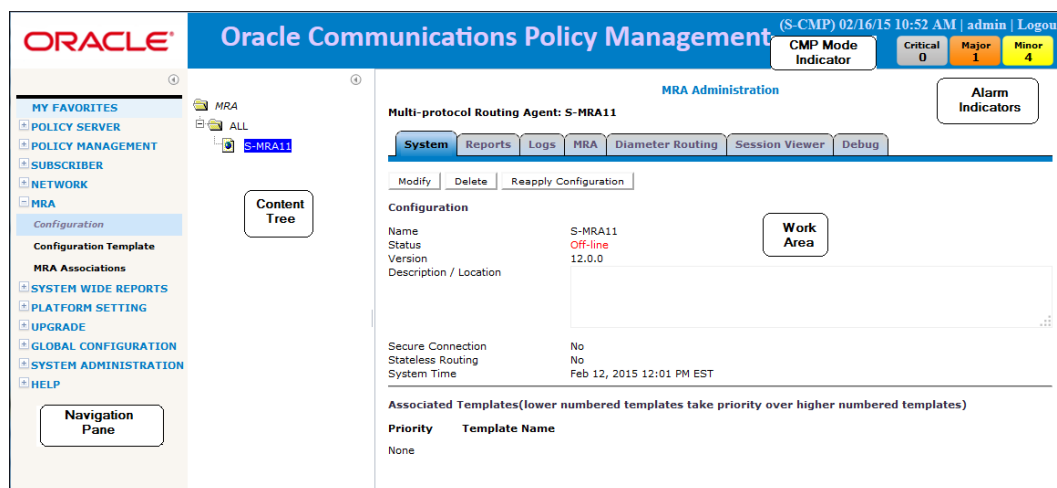 ORACLE®
Oracle Communications Policy Management
(S-CMP) 02/16/15 10:52 AM | admin | Logou
CMP Mode
Indicator
Critical
0
Major
1
Minor
4
Alarm
Indicators
MY FAVORITES
POLICY SERVER
POLICY MANAGEMENT
SUBSCRIBER
NETWORK
MRA
Configuration
Configuration Template
MRA Associations
SYSTEM WIDE REPORTS
PLATFORM SETTING
UPGRADE
GLOBAL CONFIGURATION
SYSTEM ADMINISTRATION
HELP
Navigation
Pane
MRA
ALL
S-MRA11
Content
Tree
MRA Administration
Multi-protocol Routing Agent: S-MRA11
System Reports Logs MRA Diameter Routing Session Viewer Debug
Modify Delete Reapply Configuration
Configuration
Name S-MRA11
Status Off-line
Version 12.0.0
Description / Location
Work
Area
Secure Connection No
Stateless Routing No
System Time Feb 12, 2015 12:01 PM EST
Associated Templates(lower numbered templates take priority over higher numbered templates)
Priority Template Name
None